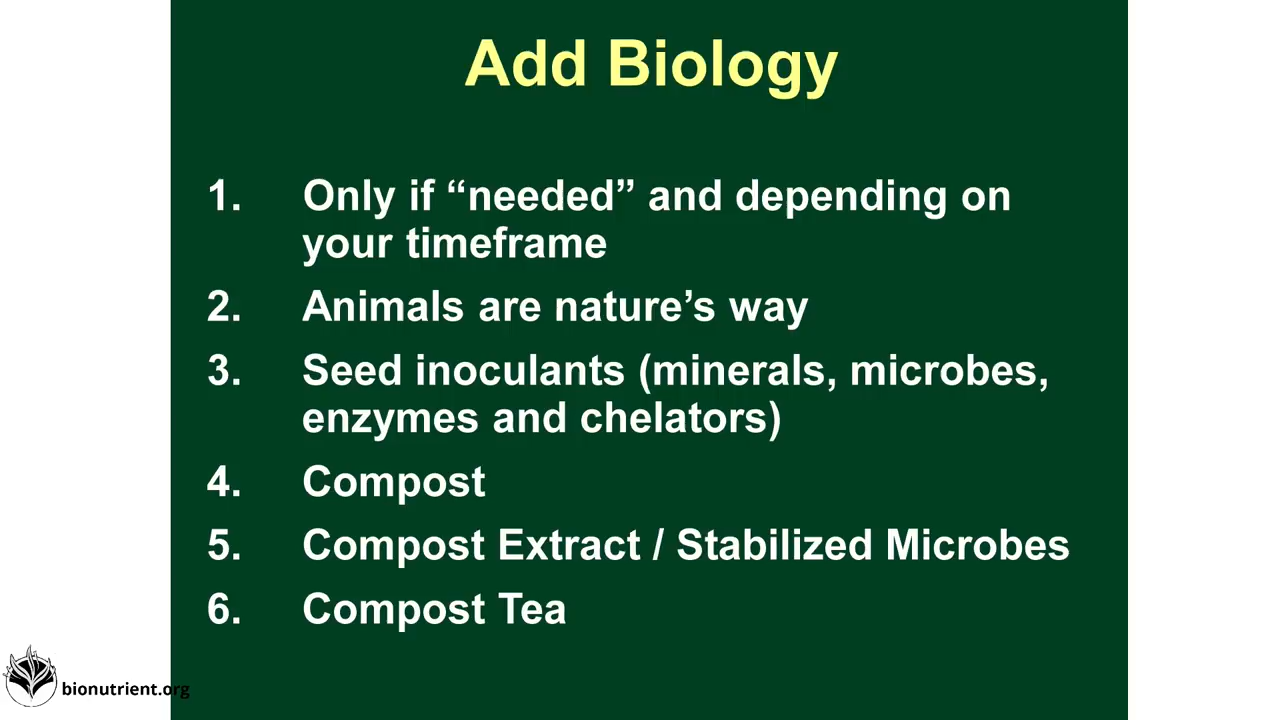 Add Biology
1. Only if “needed” and depending on
your timeframe
2. Animals are nature’s way
3. Seed inoculants (minerals, microbes,
enzymes and chelators)
4. Compost
5. Compost Extract / Stabilized Microbes
6. Compost Tea
bionutrient.org